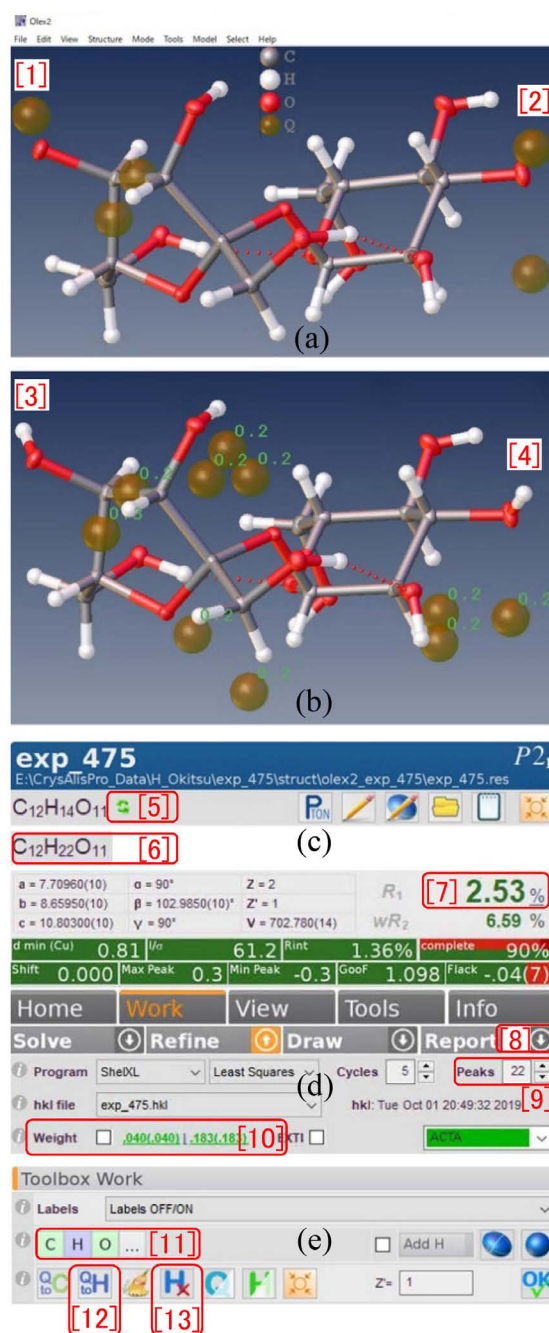 Olex2
File Edit View Structure Mode Tools Model Select Help
[1]
C
H
O
Q
[2]
(a)
[3]
0.2
0.2
0.2
0.2
0.2
0.3
[4]
0.2
0.2
0.2
0.2
0.2
(b)
exp_475
P2₁
E:\CrysAlisPro_Data\H_Okitsu\exp_475\struct\olex2_exp_475\exp_475.res
C₁₂H₁₄O₁₁ [5] (c)
C₁₂H₂₂O₁₁ [6]
a = 7.70960(10) α = 90° Z = 2 R₁ [7] 2.53 %
b = 8.65950(10) β = 102.9850(10)° Z' = 1
c = 10.80300(10) γ = 90° V = 702.780(14) wR₂ 6.59 %
d min (Cu) 0.81 I/σ 61.2 Rint 1.36% complete 90%
Shift 0.000 Max Peak 0.3 Min Peak -0.3 GooF 1.098 Flack -.04(7)
Home Work View Tools Info
Solve Refine Draw Report [8]
Program ShelXL Least Squares (d) Cycles 5 Peaks 22
hkl file exp_475.hkl hkl: Tue Oct 01 20:49:32 2019 [9]
Weight .040(.040) | .183(.183) [10] EXTI ACTA
Toolbox Work
Labels Labels OFF/ON
C H O ... [11] (e) Add H
Q to C Q to H H Z'= 1 OK
[12] [13]